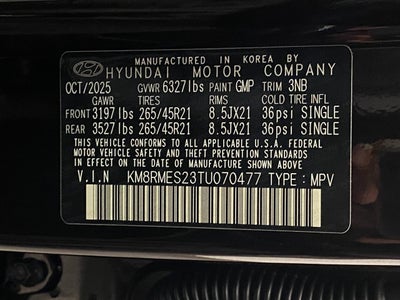 MANUFACTURED IN KOREA BY
HYUNDAI MOTOR COMPANY
OCT/2025 GVWR 6327lbs PAINT GMP TRIM 3NB
GAWR TIRES RIMS COLD TIRE INFL
FRONT 3197lbs 265/45R21 8.5JX21 36psi SINGLE
REAR 3527lbs 265/45R21 8.5JX21 36psi SINGLE
THIS VEHICLE CONFORMS TO ALL APPLICABLE U.S.A. FEDERAL
MOTOR VEHICLE SAFETY AND THEFT PREVENTION STANDARDS
IN EFFECT ON THE DATE OF MANUFACTURE SHOWN ABOVE.
V.I.N KM8RMES23TU070477 TYPE: MPV